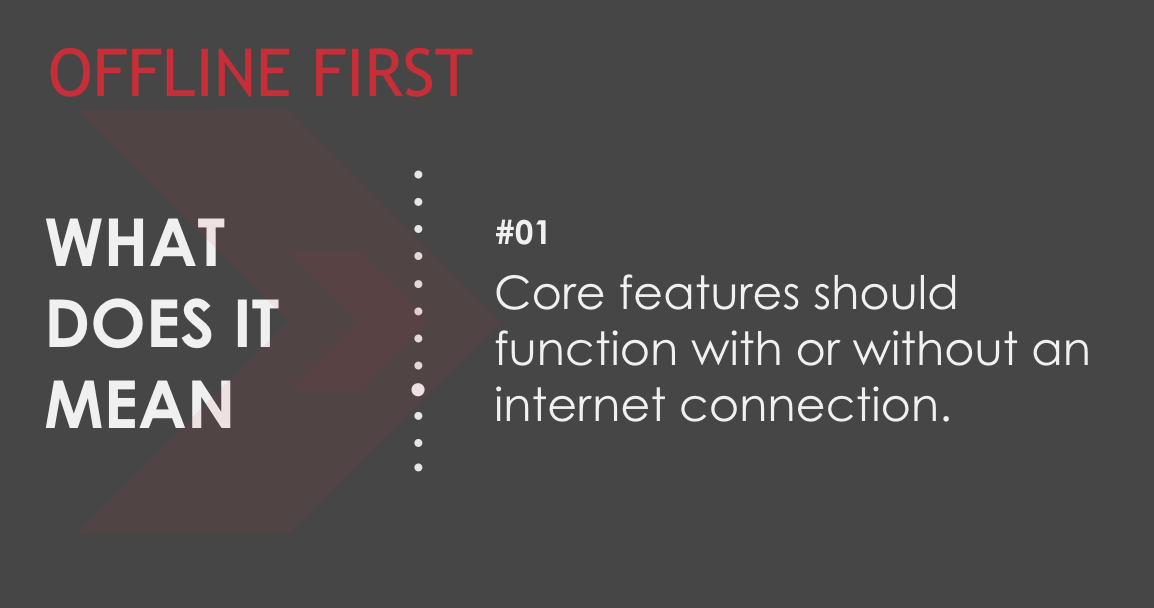 OFFLINE FIRST
WHAT
DOES IT
MEAN
#01
Core features should
function with or without an
internet connection.